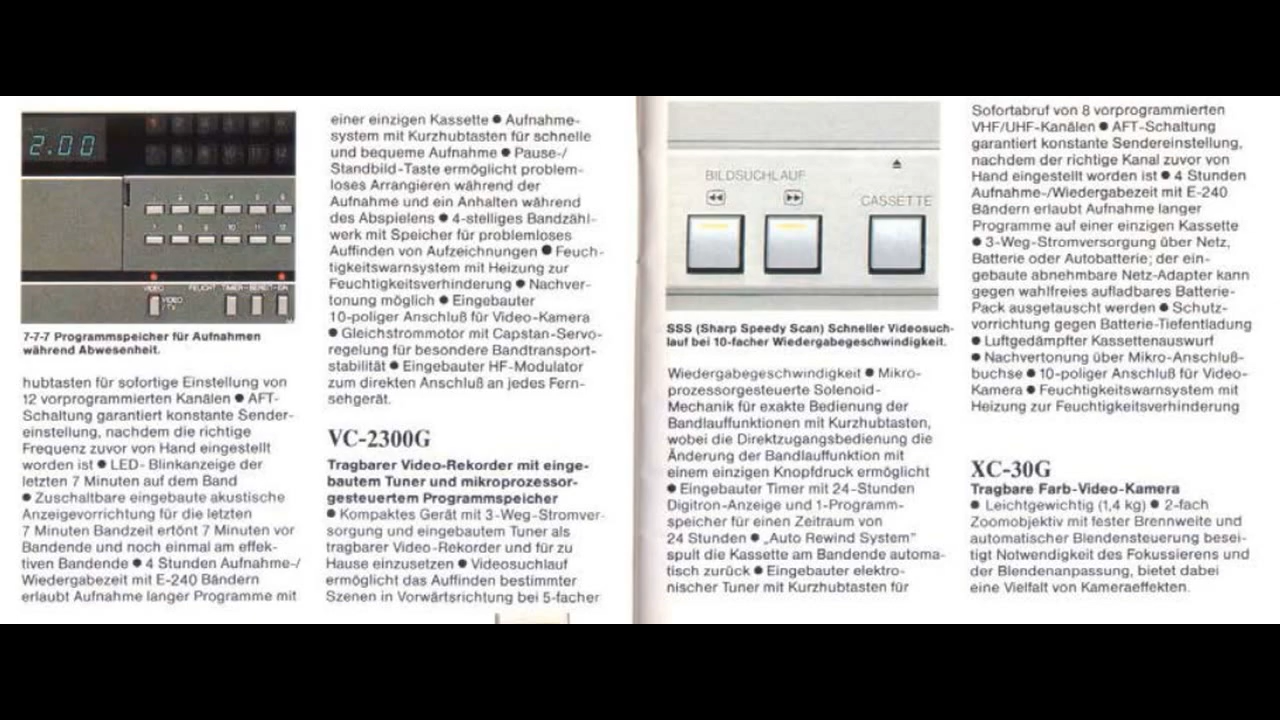 2.00
1 2 3 4 5 6
7 8 9 10 11 12
VIDEO FEUCHT TIMER-BEREIT-EIN
VIDEO
/TV
7-7-7 Programmspeicher für Aufnahmen
während Abwesenheit.
hubtasten für sofortige Einstellung von
12 vorprogrammierten Kanälen ● AFT-
Schaltung garantiert konstante Sender-
einstellung, nachdem die richtige
Frequenz zuvor von Hand eingestellt
worden ist ● LED- Blinkanzeige der
letzten 7 Minuten auf dem Band
● Zuschaltbare eingebaute akustische
Anzeigevorrichtung für die letzten
7 Minuten Bandzeit ertönt 7 Minuten vor
Bandende und noch einmal am effek-
tiven Bandende ● 4 Stunden Aufnahme-/
Wiedergabezeit mit E-240 Bändern
erlaubt Aufnahme langer Programme mit
einer einzigen Kassette ● Aufnahme-
system mit Kurzhubtasten für schnelle
und bequeme Aufnahme ● Pause-/
Standbild-Taste ermöglicht problem-
loses Arrangieren während der
Aufnahme und ein Anhalten während
des Abspielens ● 4-stelliges Bandzähl-
werk mit Speicher für problemloses
Auffinden von Aufzeichnungen ● Feuch-
tigkeitswarnsystem mit Heizung zur
Feuchtigkeitsverhinderung ● Nachver-
tonung möglich ● Eingebauter
10-poliger Anschluß für Video-Kamera
● Gleichstrommotor mit Capstan-Servo-
regelung für besondere Bandtransport-
stabilität ● Eingebauter HF-Modulator
zum direkten Anschluß an jedes Fern-
sehgerät.
VC-2300G
Tragbarer Video-Rekorder mit einge-
bautem Tuner und mikroprozessor-
gesteuertem Programmspeicher
● Kompaktes Gerät mit 3-Weg-Stromver-
sorgung und eingebautem Tuner als
tragbarer Video-Rekorder und für zu
Hause einzusetzen ● Videosuchlauf
ermöglicht das Auffinden bestimmter
Szenen in Vorwärtsrichtung bei 5-facher
BILDSUCHLAUF
CASSETTE
SSS (Sharp Speedy Scan) Schneller Videosuch-
lauf bei 10-facher Wiedergabegeschwindigkeit.
Wiedergabegeschwindigkeit ● Mikro-
prozessorgesteuerte Solenoid-
Mechanik für exakte Bedienung der
Bandlauffunktionen mit Kurzhubtasten,
wobei die Direktzugangsbedienung die
Änderung der Bandlauffunktion mit
einem einzigen Knopfdruck ermöglicht
● Eingebauter Timer mit 24-Stunden
Digitron-Anzeige und 1-Programm-
speicher für einen Zeitraum von
24 Stunden ● „Auto Rewind System"
spult die Kassette am Bandende automa-
tisch zurück ● Eingebauter elektro-
nischer Tuner mit Kurzhubtasten für
Sofortabruf von 8 vorprogrammierten
VHF/UHF-Kanälen ● AFT-Schaltung
garantiert konstante Sendereinstellung,
nachdem der richtige Kanal zuvor von
Hand eingestellt worden ist ● 4 Stunden
Aufnahme-/Wiedergabezeit mit E-240
Bändern erlaubt Aufnahme langer
Programme auf einer einzigen Kassette
● 3-Weg-Stromversorgung über Netz,
Batterie oder Autobatterie; der ein-
gebaute abnehmbare Netz-Adapter kann
gegen wahlfreies aufladbares Batterie-
Pack ausgetauscht werden ● Schutz-
vorrichtung gegen Batterie-Tiefentladung
● Luftgedämpfter Kassettenauswurf
● Nachvertonung über Mikro-Anschluß-
buchse ● 10-poliger Anschluß für Video-
Kamera ● Feuchtigkeitswarnsystem mit
Heizung zur Feuchtigkeitsverhinderung
XC-30G
Tragbare Farb-Video-Kamera
● Leichtgewichtig (1,4 kg) ● 2-fach
Zoomobjektiv mit fester Brennweite und
automatischer Blendensteuerung besei-
tigt Notwendigkeit des Fokussierens und
der Blendenanpassung, bietet dabei
eine Vielfalt von Kameraeffekten.